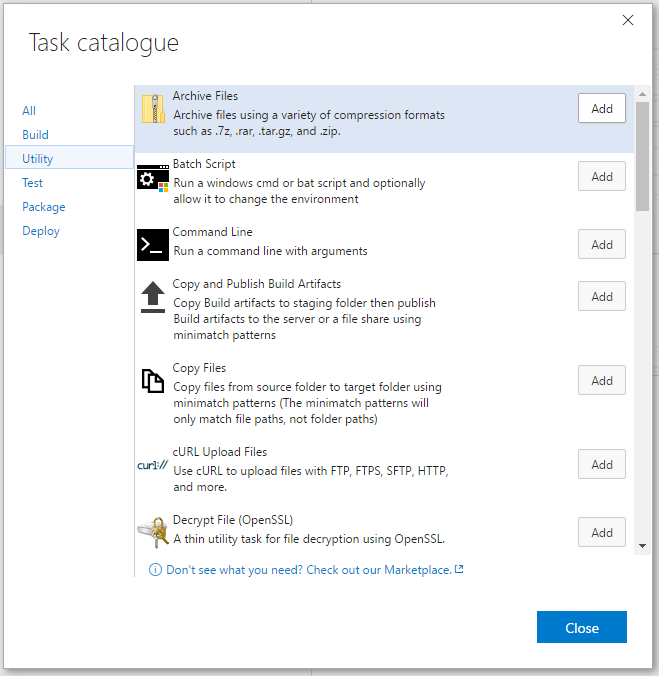 Task catalogue
All
Build
Utility
Test
Package
Deploy
Archive Files
Archive files using a variety of compression formats
such as .7z, .rar, .tar.gz, and .zip.
Add
Batch Script
Run a windows cmd or bat script and optionally
allow it to change the environment
Add
Command Line
Run a command line with arguments
Add
Copy and Publish Build Artifacts
Copy Build artifacts to staging folder then publish
Build artifacts to the server or a file share using
minimatch patterns
Add
Copy Files
Copy files from source folder to target folder using
minimatch patterns (The minimatch patterns will
only match file paths, not folder paths)
Add
curl://
cURL Upload Files
Use cURL to upload files with FTP, FTPS, SFTP, HTTP,
and more.
Add
Decrypt File (OpenSSL)
A thin utility task for file decryption using OpenSSL.
Add
Don't see what you need? Check out our Marketplace.
Close